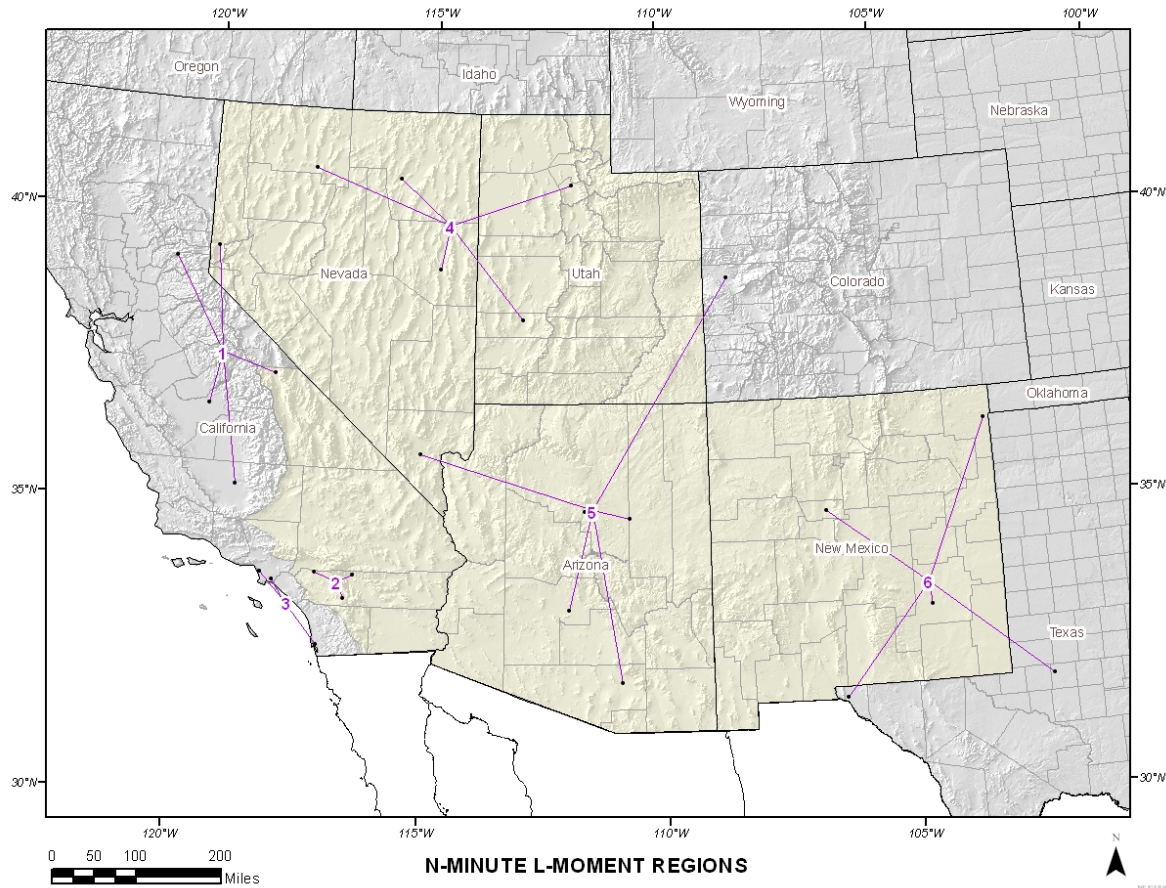 120°W 115°W 110°W 105°W 100°W
Oregon
Idaho
Wyoming
Nebraska
40°N
40°N
4
Nevada
Utah
Colorado
Kansas
1
Oklahoma
California
35°N
35°N
5
New Mexico
Arizona
2
6
3
Texas
30°N
30°N
120°W 115°W 110°W 105°W
N
0 50 100 200
Miles
N-MINUTE L-MOMENT REGIONS